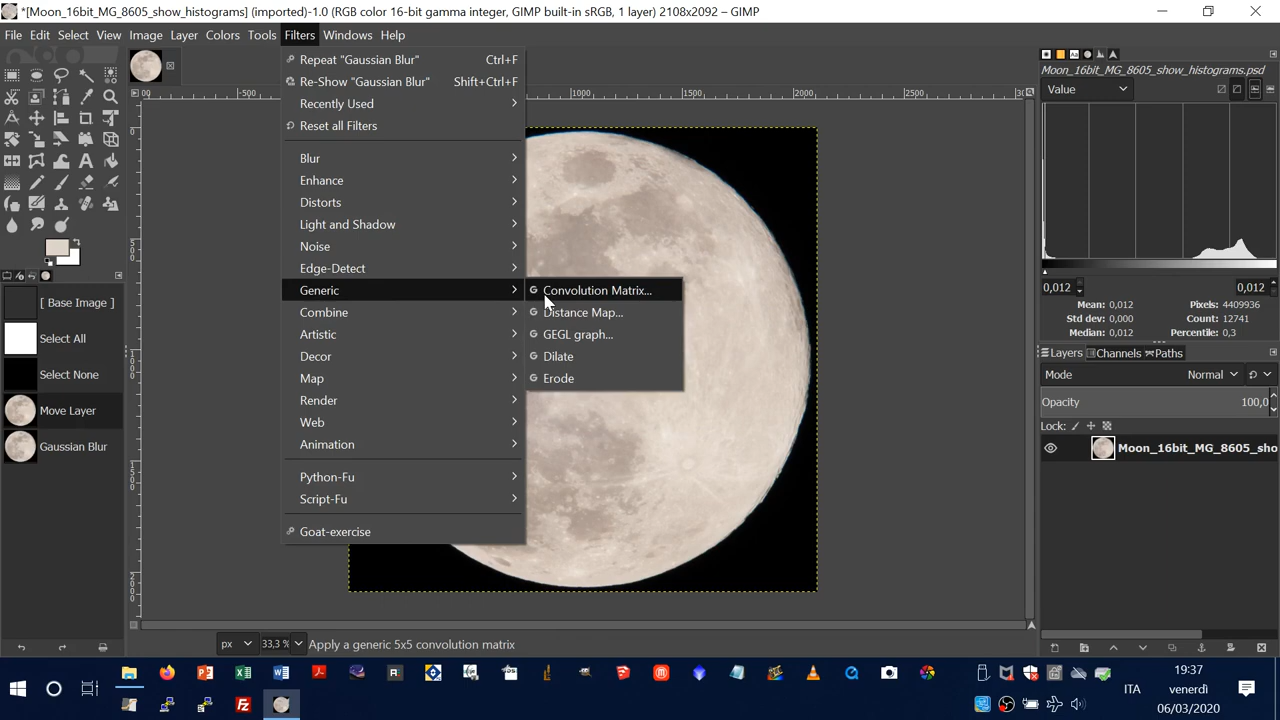 *[Moon_16bit_MG_8605_show_histograms] (imported)-1.0 (RGB color 16-bit gamma integer, GIMP built-in sRGB, 1 layer) 2108x2092 – GIMP
File Edit Select View Image Layer Colors Tools Filters Windows Help
Repeat "Gaussian Blur" Ctrl+F
Re-Show "Gaussian Blur" Shift+Ctrl+F
Recently Used
Reset all Filters
Blur
Enhance
Distorts
Light and Shadow
Noise
Edge-Detect
Generic
Combine
Artistic
Decor
Map
Render
Web
Animation
Python-Fu
Script-Fu
Goat-exercise
Convolution Matrix...
Distance Map...
GEGL graph...
Dilate
Erode
[ Base Image ]
Select All
Select None
Move Layer
Gaussian Blur
-500
1000
1500
2000
2500
Moon_16bit_MG_8605_show_histograms.psd
Value
0,012 0,012
Mean: 0,012 Pixels: 4409936
Std dev: 0,000 Count: 12741
Median: 0,012 Percentile: 0,3
Layers Channels Paths
Mode Normal
Opacity 100,0
Lock:
Moon_16bit_MG_8605_sho
px 33,3 % Apply a generic 5x5 convolution matrix
19:37
ITA venerdì
06/03/2020